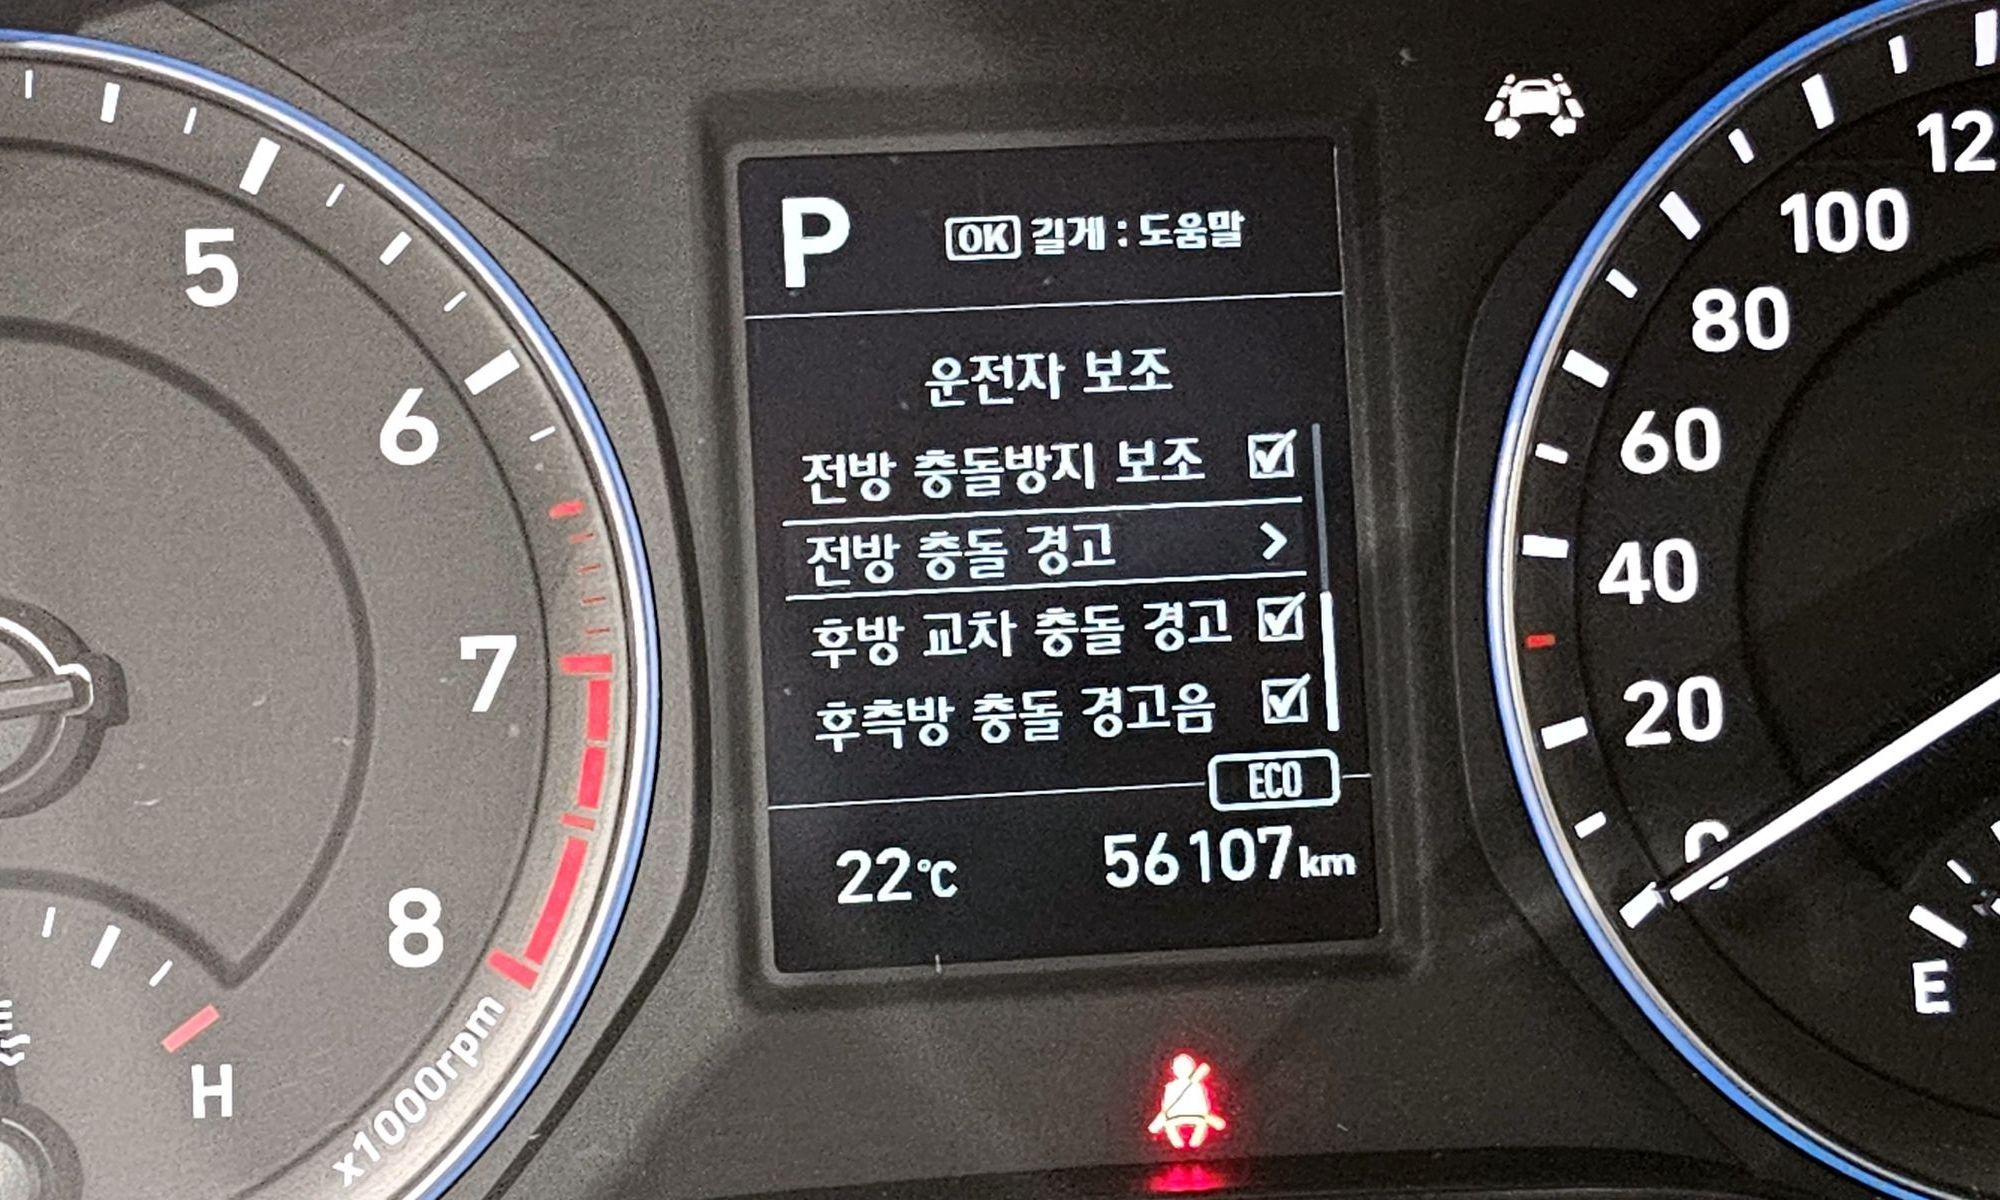 P
OK 길게 : 도움말
운전자 보조
전방 충돌방지 보조
전방 충돌 경고
후방 교차 충돌 경고
후측방 충돌 경고음
ECO
22°C 56107km
5
6
7
8
x1000rpm
H
12
100
80
60
40
20
0
E